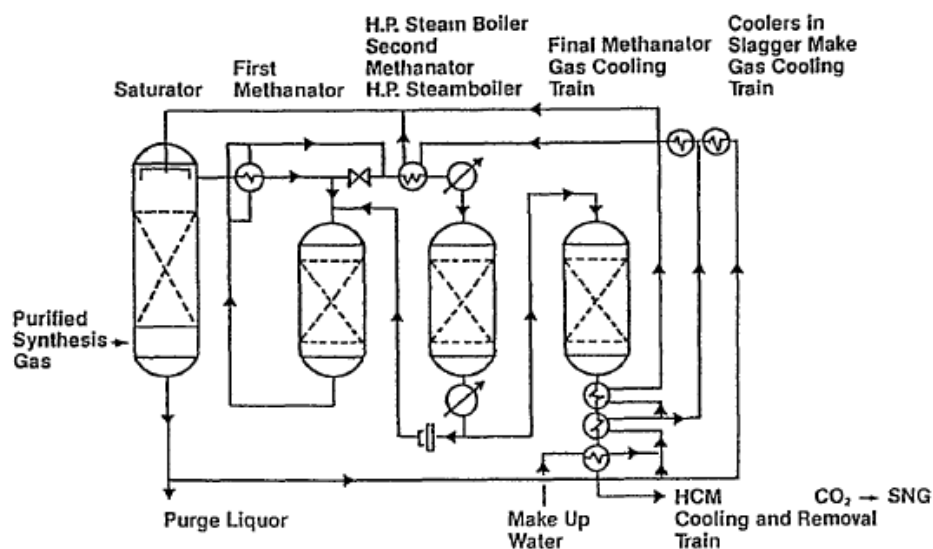 Saturator
First
Methanator
H.P. Steam Boiler
Second
Methanator
H.P. Steamboiler
Final Methanator
Gas Cooling
Train
Coolers in
Slagger Make
Gas Cooling
Train
Purified
Synthesis
Gas
Purge Liquor
Make Up
Water
HCM
Cooling and Removal
Train
CO₂ → SNG